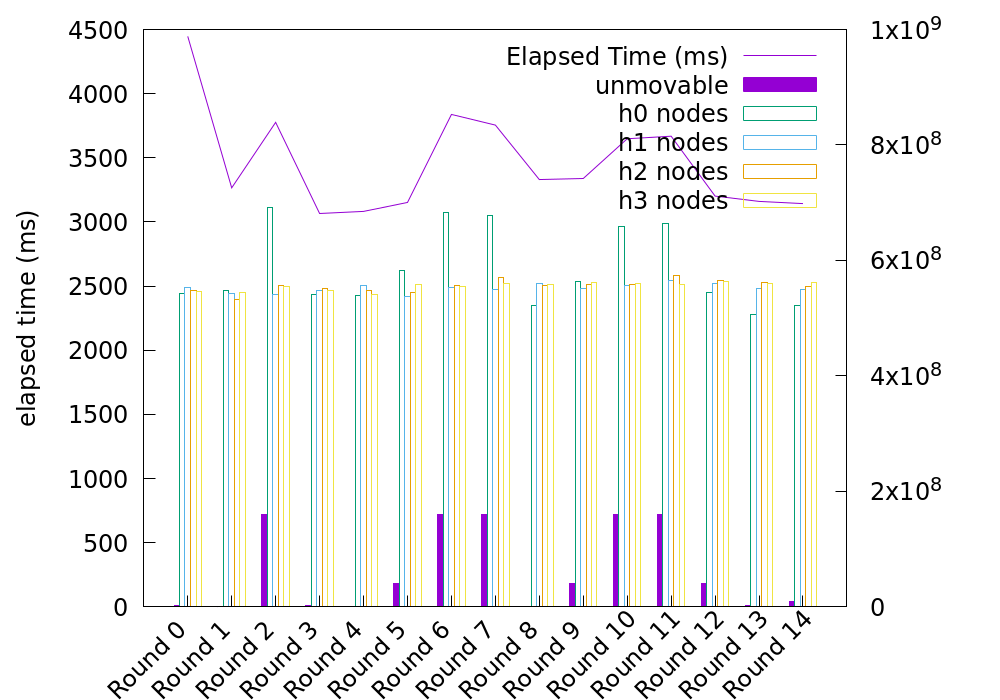 4500
4000
3500
3000
2500
2000
1500
1000
500
0
elapsed time (ms)
1x10^9
8x10^8
6x10^8
4x10^8
2x10^8
0
Elapsed Time (ms)
unmovable
h0 nodes
h1 nodes
h2 nodes
h3 nodes
Round 0
Round 1
Round 2
Round 3
Round 4
Round 5
Round 6
Round 7
Round 8
Round 9
Round 10
Round 11
Round 12
Round 13
Round 14